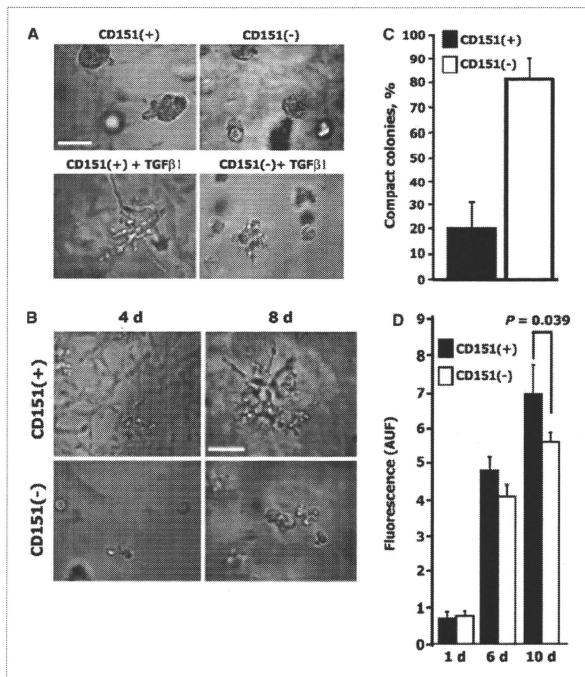 A
CD151(+)
CD151(-)
CD151(+) + TGFβ1
CD151(-)+ TGFβ1
B
4 d
8 d
CD151(+)
CD151(-)
C
CD151(+)
CD151(-)
Compact colonies, %
100
90
80
70
60
50
40
30
20
10
0
D
P = 0.039
CD151(+)
CD151(-)
Fluorescence (AUF)
9
8
7
6
5
4
3
2
1
0
1 d
6 d
10 d